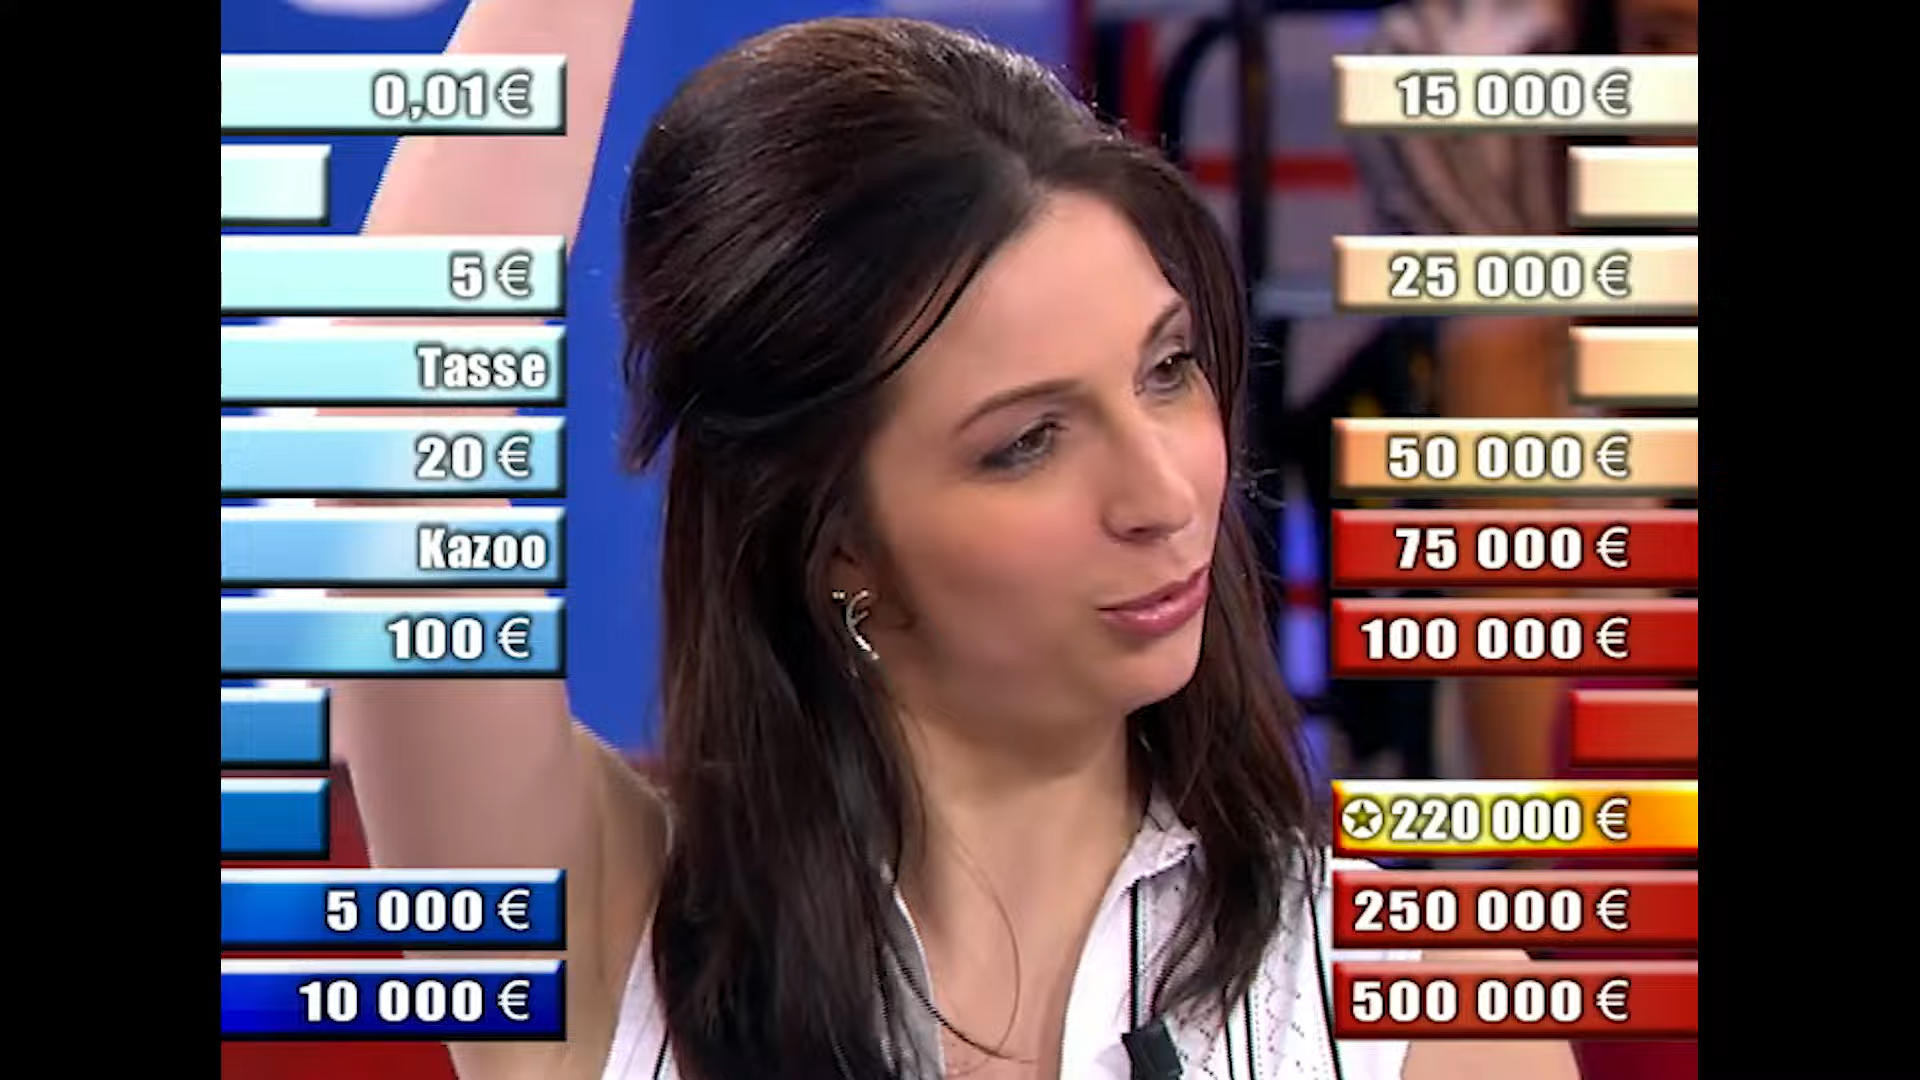 0,01 €
5 €
Tasse
20 €
Kazoo
100 €
5 000 €
10 000 €
15 000 €
25 000 €
50 000 €
75 000 €
100 000 €
220 000 €
250 000 €
500 000 €